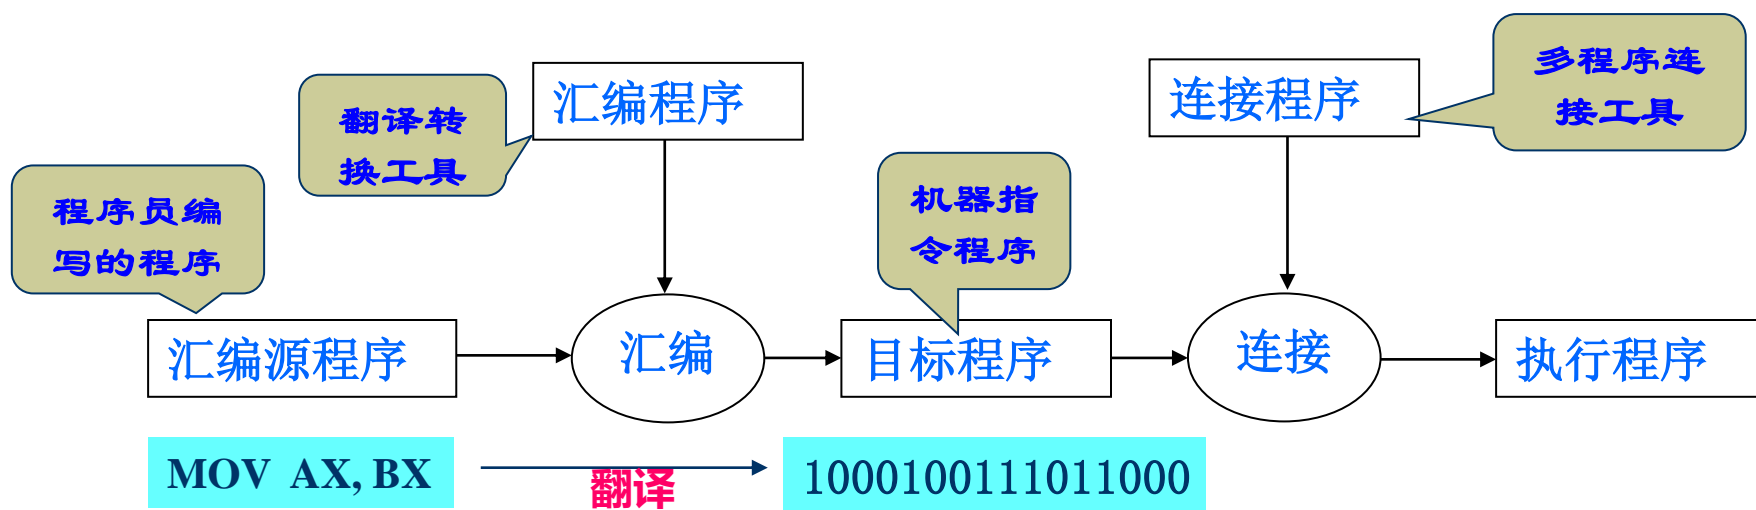 多程序连
接工具
汇编程序
连接程序
翻译转
换工具
程序员编
写的程序
机器指
令程序
汇编源程序
汇编
目标程序
连接
执行程序
MOV AX, BX
翻译
1000100111011000